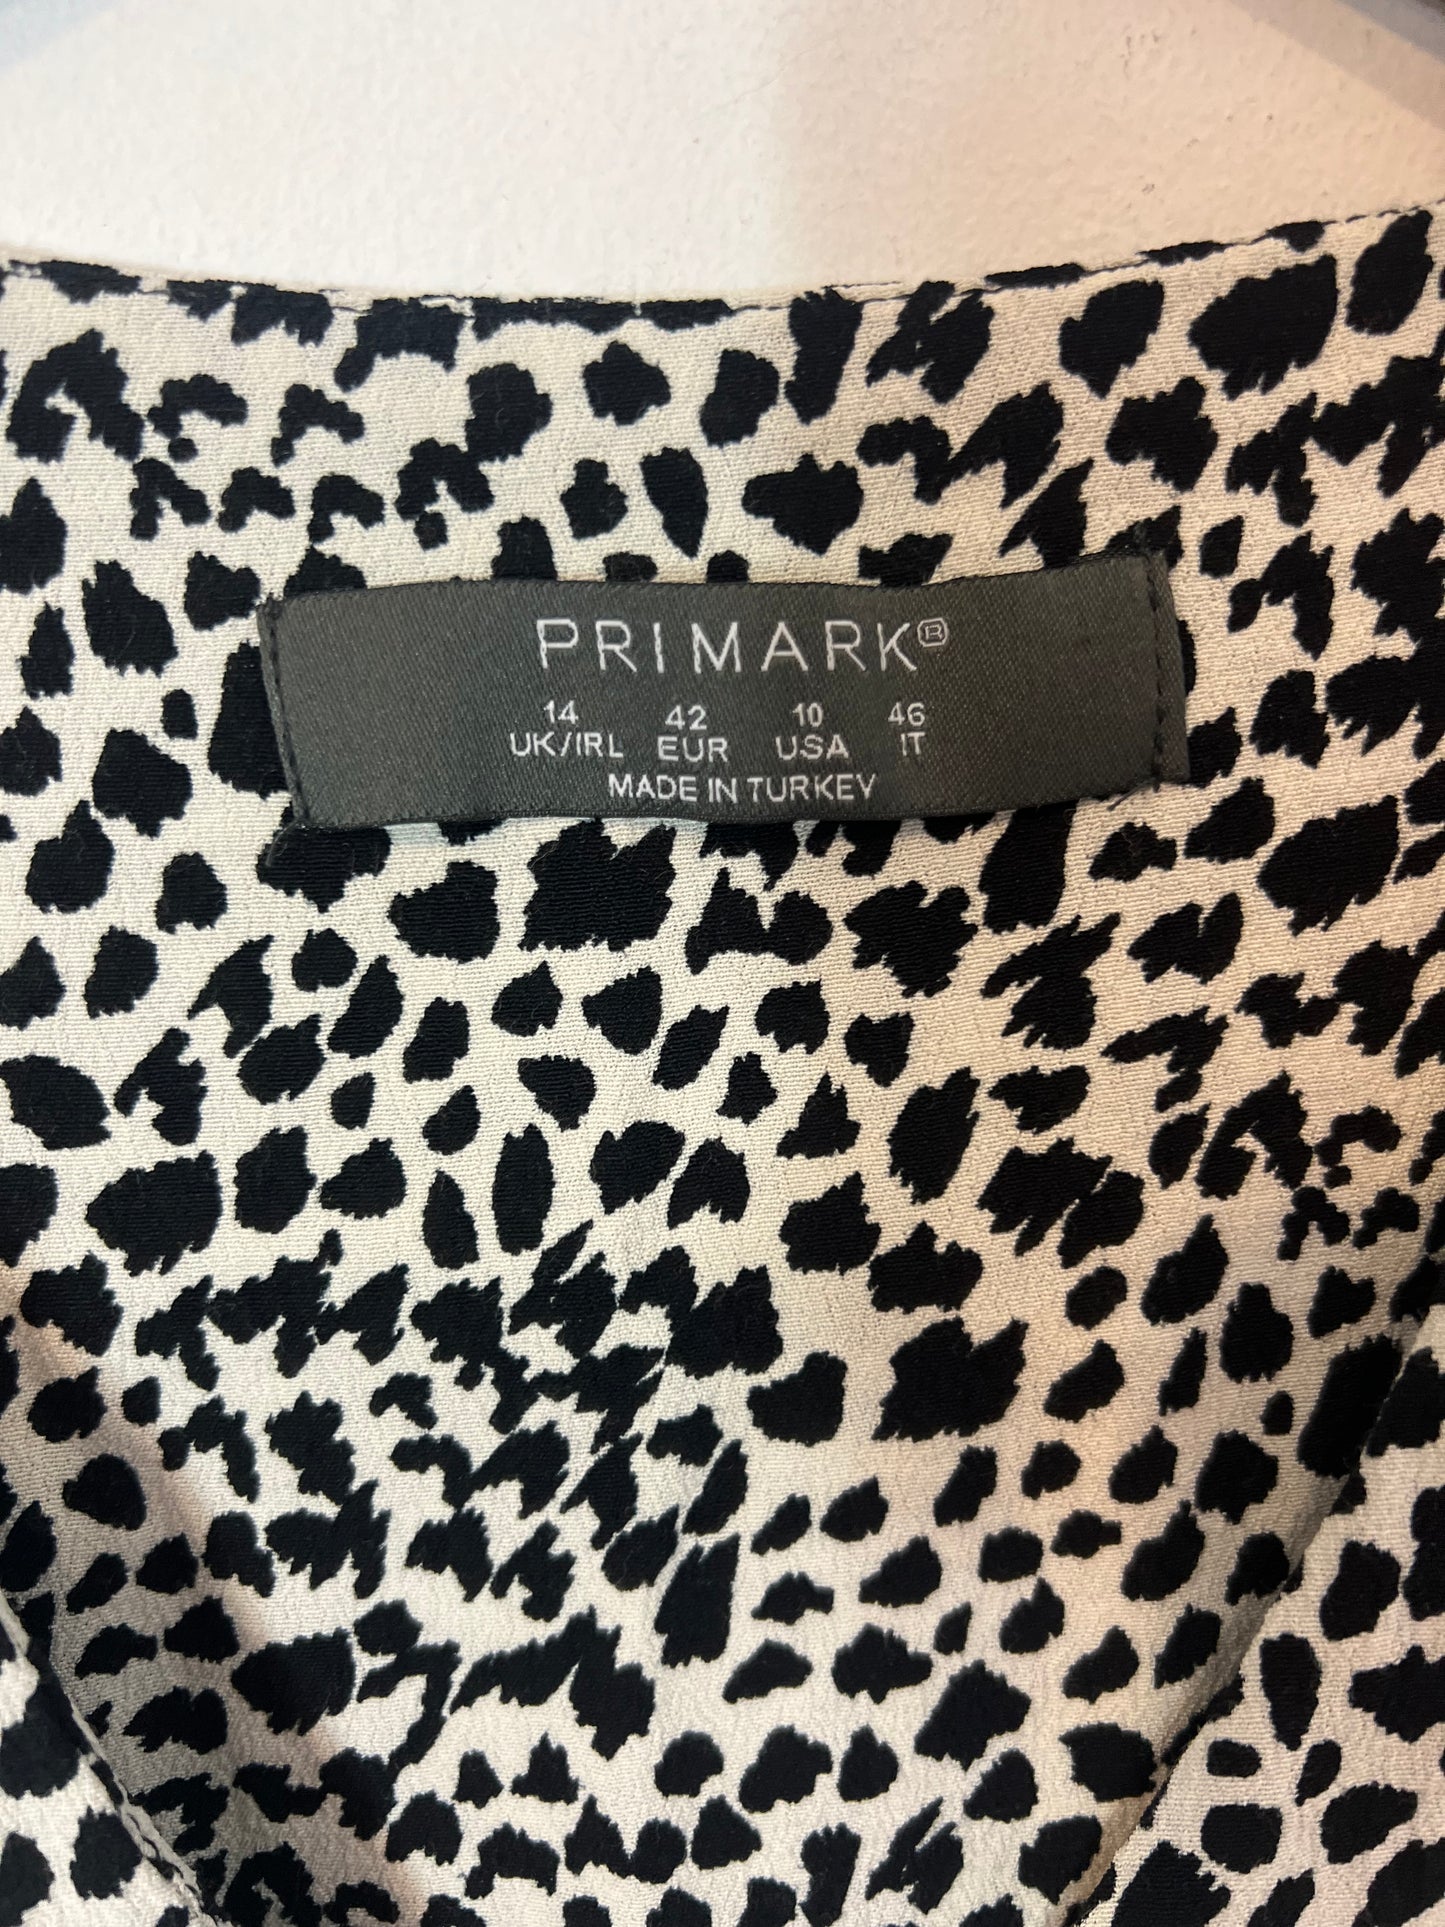 PRIMARK®
14 42 10 46
UK/IRL EUR USA IT
MADE IN TURKEY